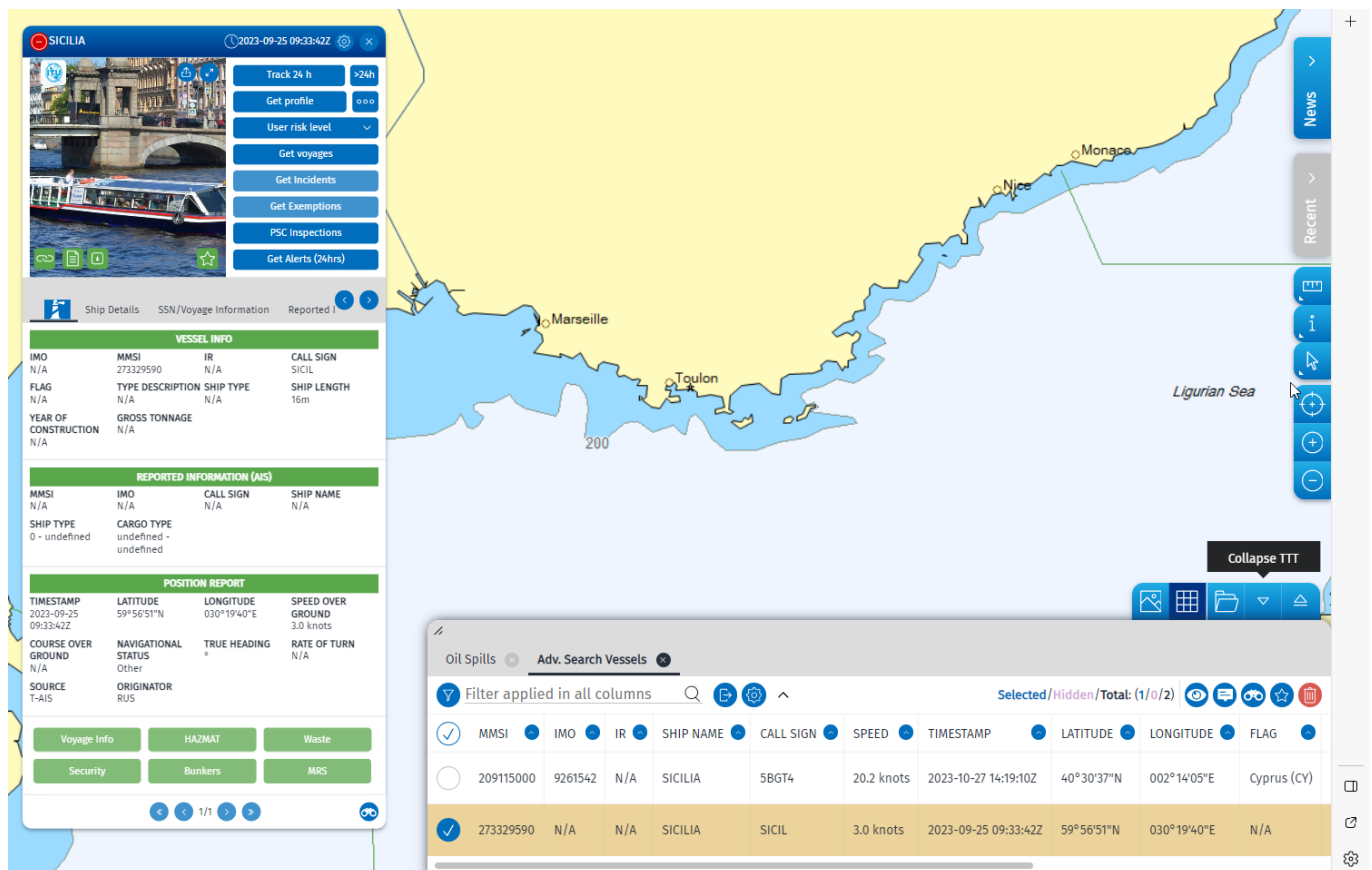 SICILIA
2023-09-25 09:33:42Z
Track 24 h
>24h
Get profile
User risk level
Get voyages
Get Incidents
Get Exemptions
PSC Inspections
Get Alerts (24hrs)
Ship Details SSN/Voyage Information Reported I
VESSEL INFO
IMO MMSI IR CALL SIGN
N/A 273329590 N/A SICIL
FLAG TYPE DESCRIPTION SHIP TYPE SHIP LENGTH
N/A N/A N/A 16m
YEAR OF CONSTRUCTION GROSS TONNAGE
N/A N/A
REPORTED INFORMATION (AIS)
MMSI IMO CALL SIGN SHIP NAME
N/A N/A N/A N/A
SHIP TYPE CARGO TYPE
0 - undefined undefined - undefined
POSITION REPORT
TIMESTAMP LATITUDE LONGITUDE SPEED OVER GROUND
2023-09-25 09:33:42Z 59°56'51"N 030°19'40"E 3.0 knots
COURSE OVER GROUND NAVIGATIONAL STATUS TRUE HEADING RATE OF TURN
N/A Other ° N/A
SOURCE ORIGINATOR
T-AIS RUS
Voyage Info HAZMAT Waste
Security Bunkers MRS
1/1
Monaco
Nice
Marseille
Toulon
200
Ligurian Sea
News
Recent
Collapse TTT
Oil Spills Adv. Search Vessels
Filter applied in all columns
Selected/Hidden/Total: (1/0/2)
MMSI IMO IR SHIP NAME CALL SIGN SPEED TIMESTAMP LATITUDE LONGITUDE FLAG
209115000 9261542 N/A SICILIA 5BGT4 20.2 knots 2023-10-27 14:19:10Z 40°30'37"N 002°14'05"E Cyprus (CY)
273329590 N/A N/A SICILIA SICIL 3.0 knots 2023-09-25 09:33:42Z 59°56'51"N 030°19'40"E N/A